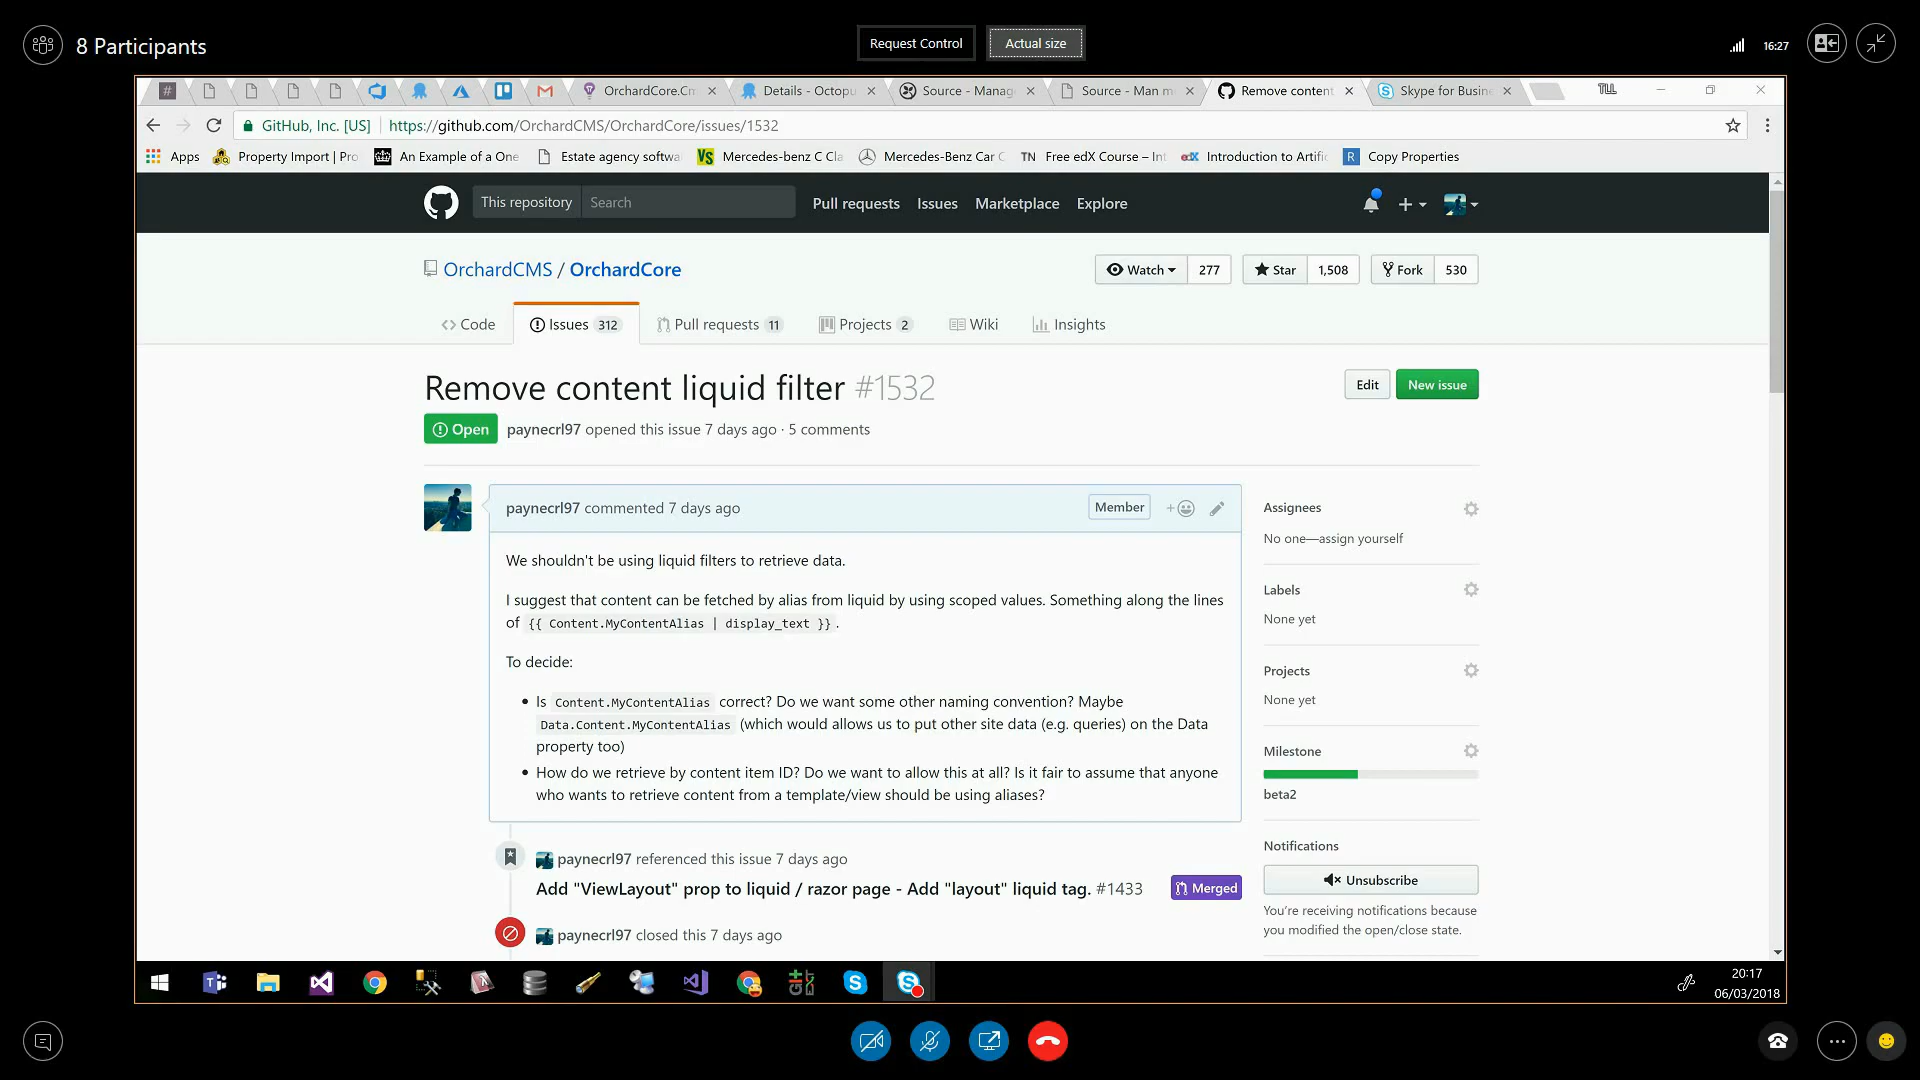 8 Participants
Request Control
Actual size
16:27
OrchardCore.Cm
Details - Octopu
Source - Manag
Source - Man m
Remove content
Skype for Busin
TLL
GitHub, Inc. [US]
https://github.com/OrchardCMS/OrchardCore/issues/1532
Apps
Property Import | Pro
An Example of a One
Estate agency softwa
VS Mercedes-benz C Cla
Mercedes-Benz Car C
TN Free edX Course – Int
edX Introduction to Artific
R Copy Properties
This repository
Search
Pull requests
Issues
Marketplace
Explore
OrchardCMS / OrchardCore
Watch 277
Star 1,508
Fork 530
Code
Issues 312
Pull requests 11
Projects 2
Wiki
Insights
Remove content liquid filter #1532
Edit
New issue
Open
paynecrl97 opened this issue 7 days ago · 5 comments
paynecrl97 commented 7 days ago
Member
We shouldn't be using liquid filters to retrieve data.
I suggest that content can be fetched by alias from liquid by using scoped values. Something along the lines
of {{ Content.MyContentAlias | display_text }}.
To decide:
• Is Content.MyContentAlias correct? Do we want some other naming convention? Maybe
Data.Content.MyContentAlias (which would allows us to put other site data (e.g. queries) on the Data
property too)
• How do we retrieve by content item ID? Do we want to allow this at all? Is it fair to assume that anyone
who wants to retrieve content from a template/view should be using aliases?
paynecrl97 referenced this issue 7 days ago
Add "ViewLayout" prop to liquid / razor page - Add "layout" liquid tag. #1433
Merged
paynecrl97 closed this 7 days ago
Assignees
No one—assign yourself
Labels
None yet
Projects
None yet
Milestone
beta2
Notifications
Unsubscribe
You're receiving notifications because
you modified the open/close state.
20:17
06/03/2018